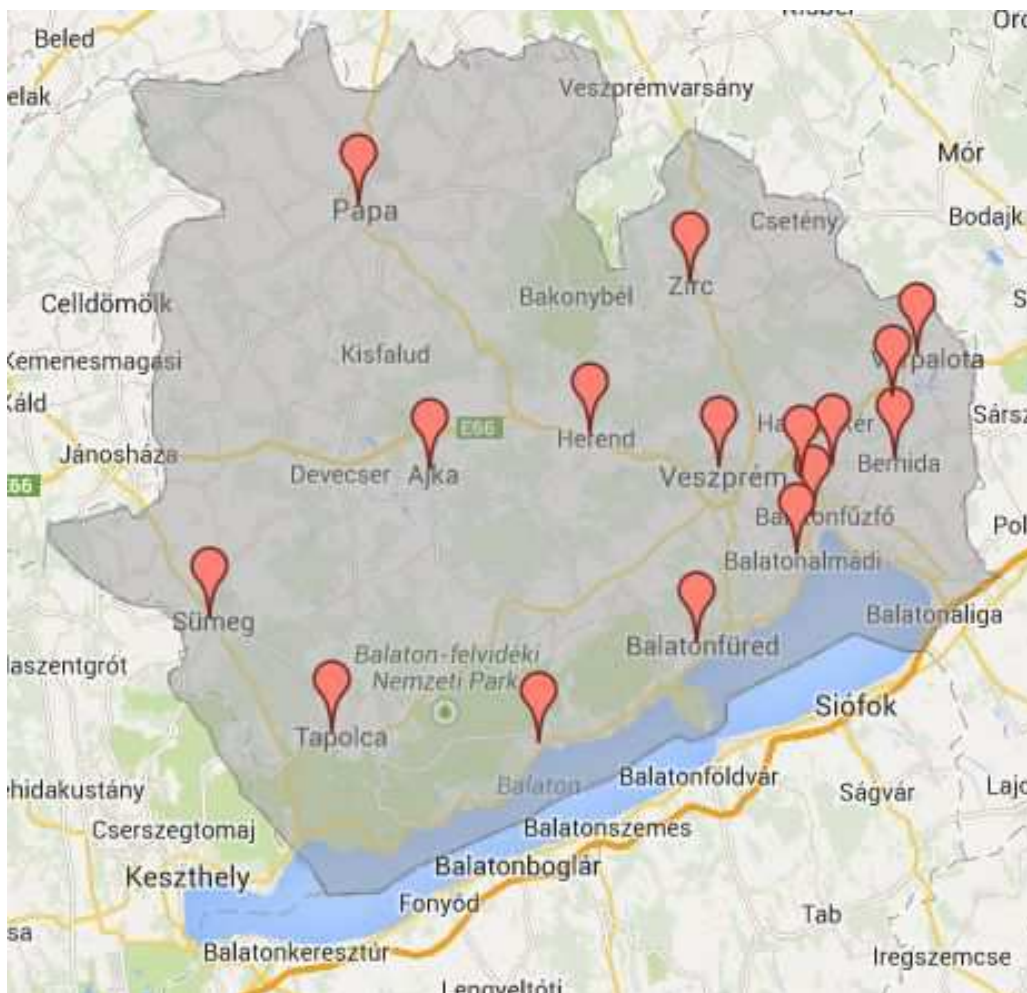 Beled
Veszprémvarsány
Mór
Csetény
Bodajk
Pápa
Zirc
Bakonybél
Celldömölk
Kisfalud
Várpalota
Herend
E66
Jánosháza
Devecser
Ajka
Veszprém
Balatonfűzfő
Balatonalmádi
Sümeg
Balatonfüred
Balatonaliga
Balaton-felvidéki
Nemzeti Park
Tapolca
Siófok
Balaton
Balatonföldvár
Ságvár
Cserszegtomaj
Balatonszemes
Keszthely
Balatonboglár
Fonyód
Tab
Balatonkeresztúr
Iregszemcse
Lengyeltóti